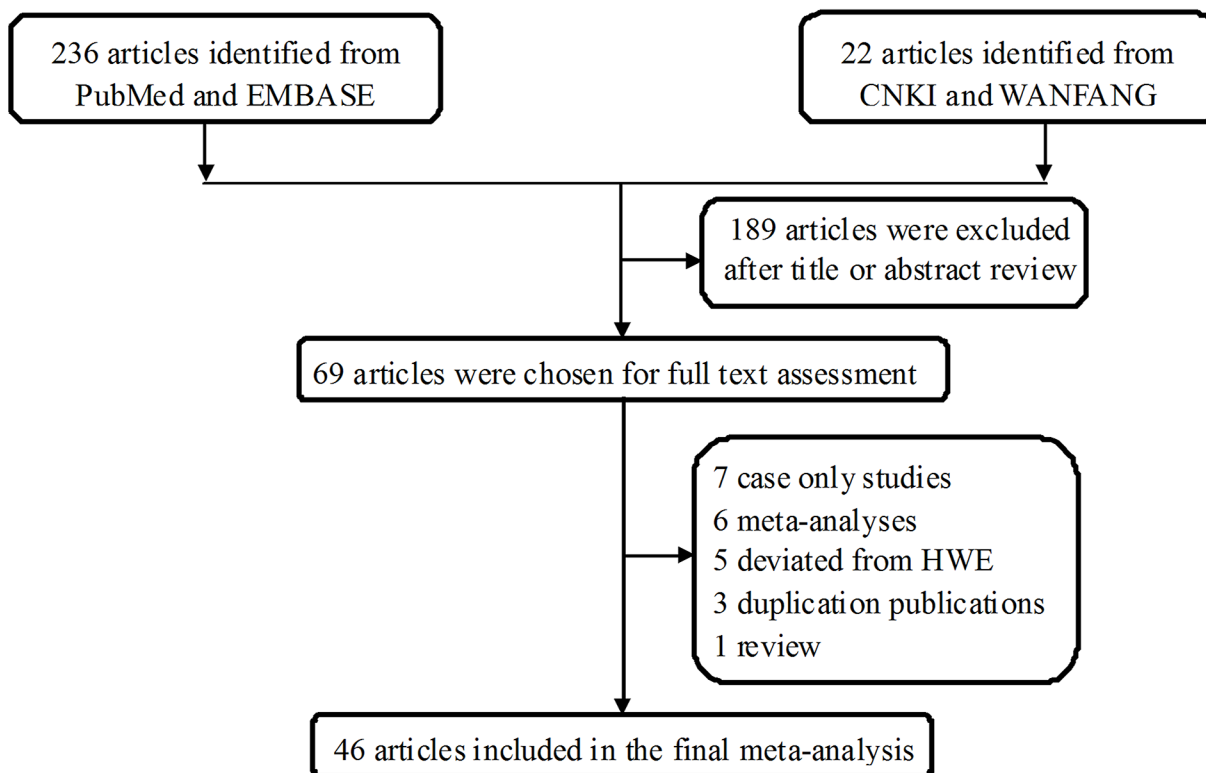 236 articles identified from
PubMed and EMBASE
22 articles identified from
CNKI and WANFANG
189 articles were excluded
after title or abstract review
69 articles were chosen for full text assessment
7 case only studies
6 meta-analyses
5 deviated from HWE
3 duplication publications
1 review
46 articles included in the final meta-analysis